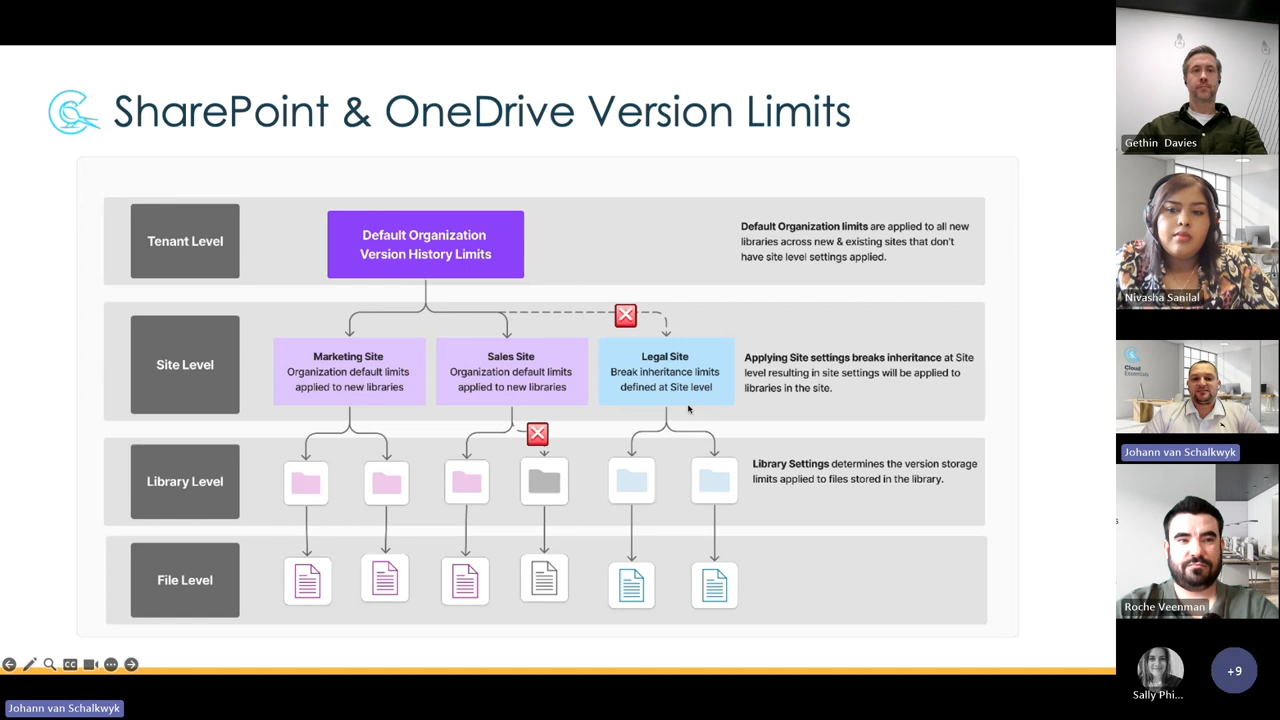 SharePoint & OneDrive Version Limits
Tenant Level
Default Organization
Version History Limits
Default Organization limits are applied to all new
libraries across new & existing sites that don't
have site level settings applied.
Site Level
Marketing Site
Organization default limits
applied to new libraries
Sales Site
Organization default limits
applied to new libraries
Legal Site
Break inheritance limits
defined at Site level
Applying Site settings breaks inheritance at Site
level resulting in site settings will be applied to
libraries in the site.
Library Level
Library Settings determines the version storage
limits applied to files stored in the library.
File Level
CC
Johann van Schalkwyk
Gethin Davies
Nivasha Sanilal
Cloud
Essentials
Johann van Schalkwyk
Roche Veenman
Sally Phi...
+9